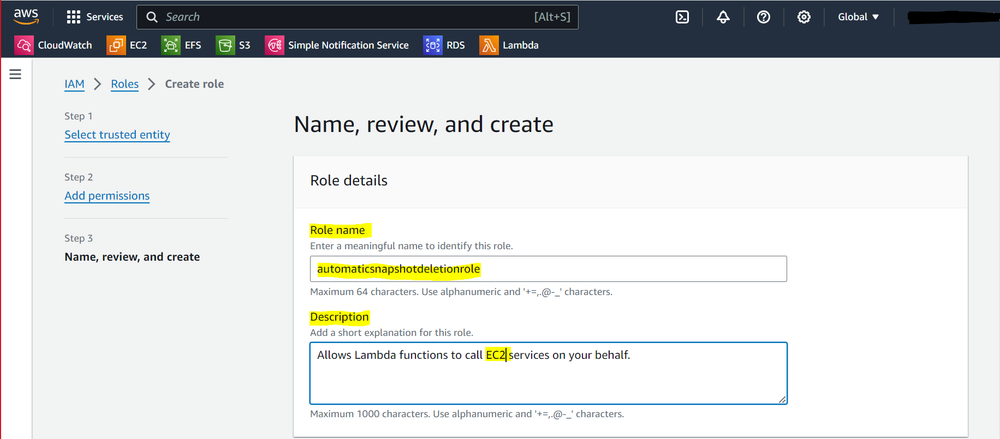 aws
Services
Search [Alt+S]
Global
CloudWatch EC2 EFS S3 Simple Notification Service RDS Lambda
IAM Roles Create role
Step 1
Select trusted entity
Step 2
Add permissions
Step 3
Name, review, and create
Name, review, and create
Role details
Role name
Enter a meaningful name to identify this role.
automaticsnapshotdeletionrole
Maximum 64 characters. Use alphanumeric and '+=,.@-_' characters.
Description
Add a short explanation for this role.
Allows Lambda functions to call EC2 services on your behalf.
Maximum 1000 characters. Use alphanumeric and '+=,.@-_' characters.